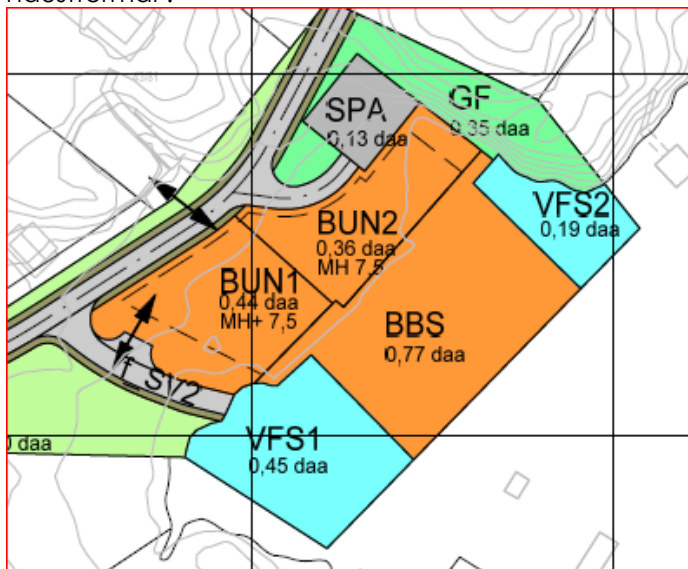 SPA
0,13 daa
GF
0,35 daa
VFS2
0,19 daa
BUN2
0,36 daa
MH 7,5
BUN1
0,44 daa
MH+ 7,5
BBS
0,77 daa
f_SV2
VFS1
0,45 daa
0 daa